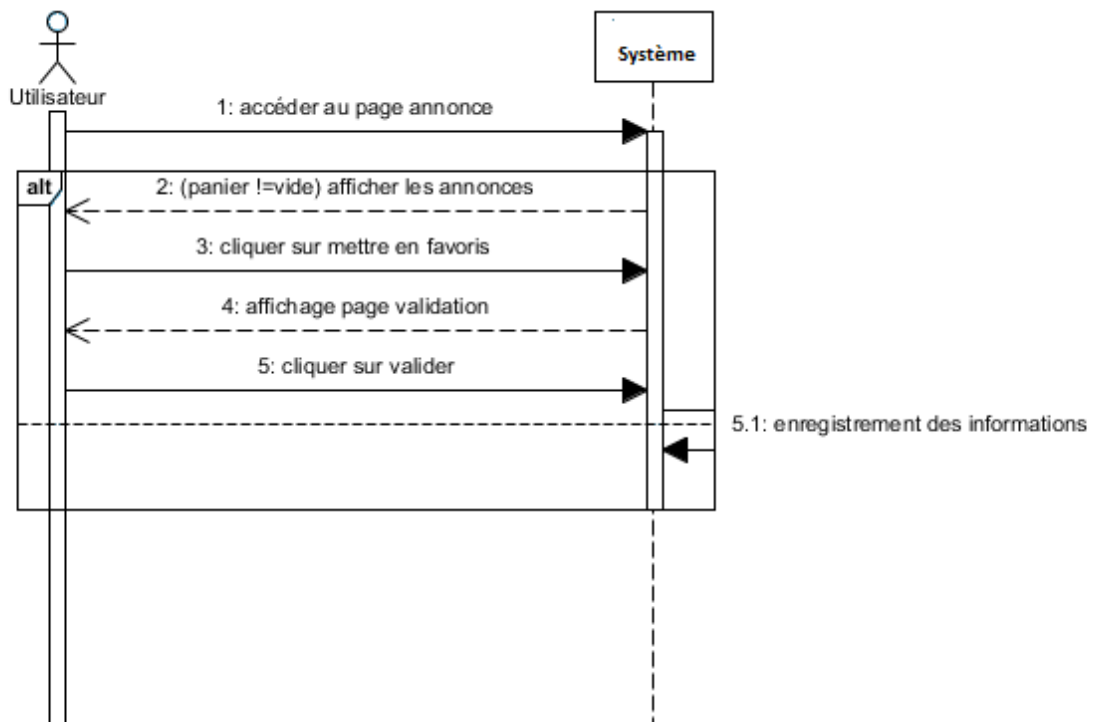 Système
Utilisateur
1: accéder au page annonce
alt
2: (panier !=vide) afficher les annonces
3: cliquer sur mettre en favoris
4: affichage page validation
5: cliquer sur valider
5.1: enregistrement des informations